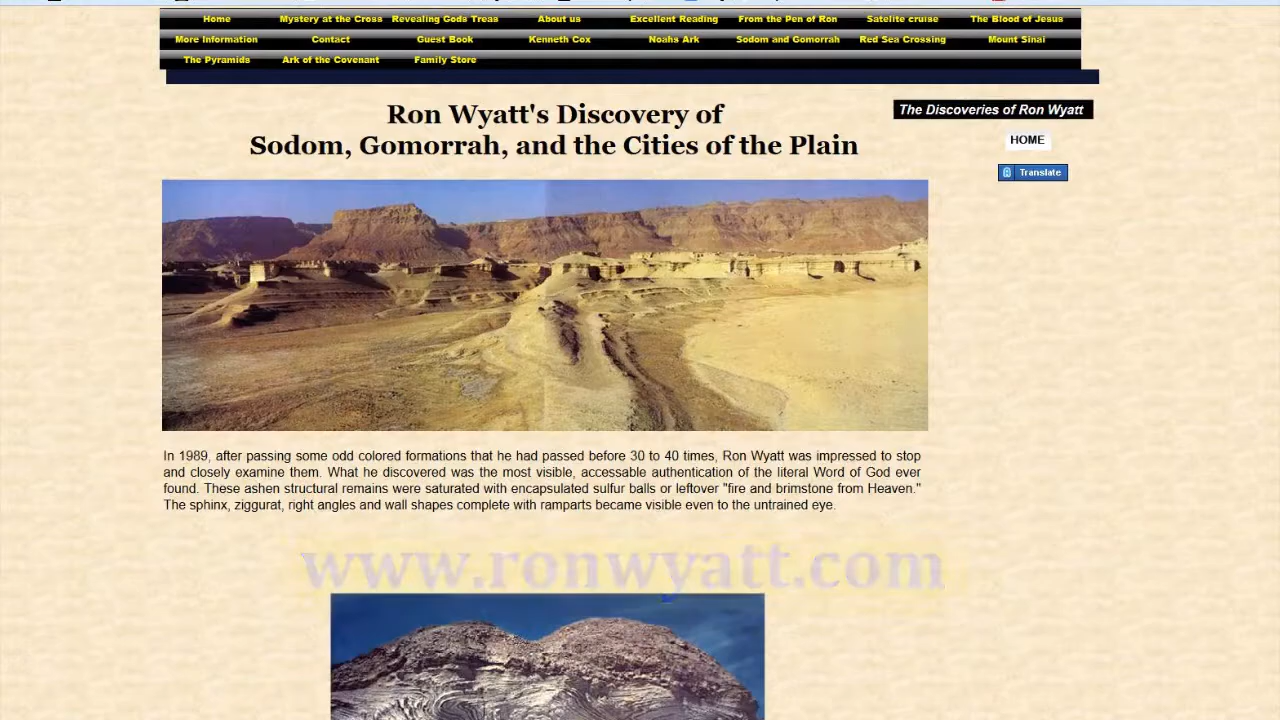 Home Mystery at the Cross Revealing Gods Treas About us Excellent Reading From the Pen of Ron Satelite cruise The Blood of Jesus
More Information Contact Guest Book Kenneth Cox Noahs Ark Sodom and Gomorrah Red Sea Crossing Mount Sinai
The Pyramids Ark of the Covenant Family Store
Ron Wyatt's Discovery of
Sodom, Gomorrah, and the Cities of the Plain
The Discoveries of Ron Wyatt
HOME
Translate
In 1989, after passing some odd colored formations that he had passed before 30 to 40 times, Ron Wyatt was impressed to stop
and closely examine them. What he discovered was the most visible, accessable authentication of the literal Word of God ever
found. These ashen structural remains were saturated with encapsulated sulfur balls or leftover "fire and brimstone from Heaven."
The sphinx, ziggurat, right angles and wall shapes complete with ramparts became visible even to the untrained eye.
www.ronwyatt.com